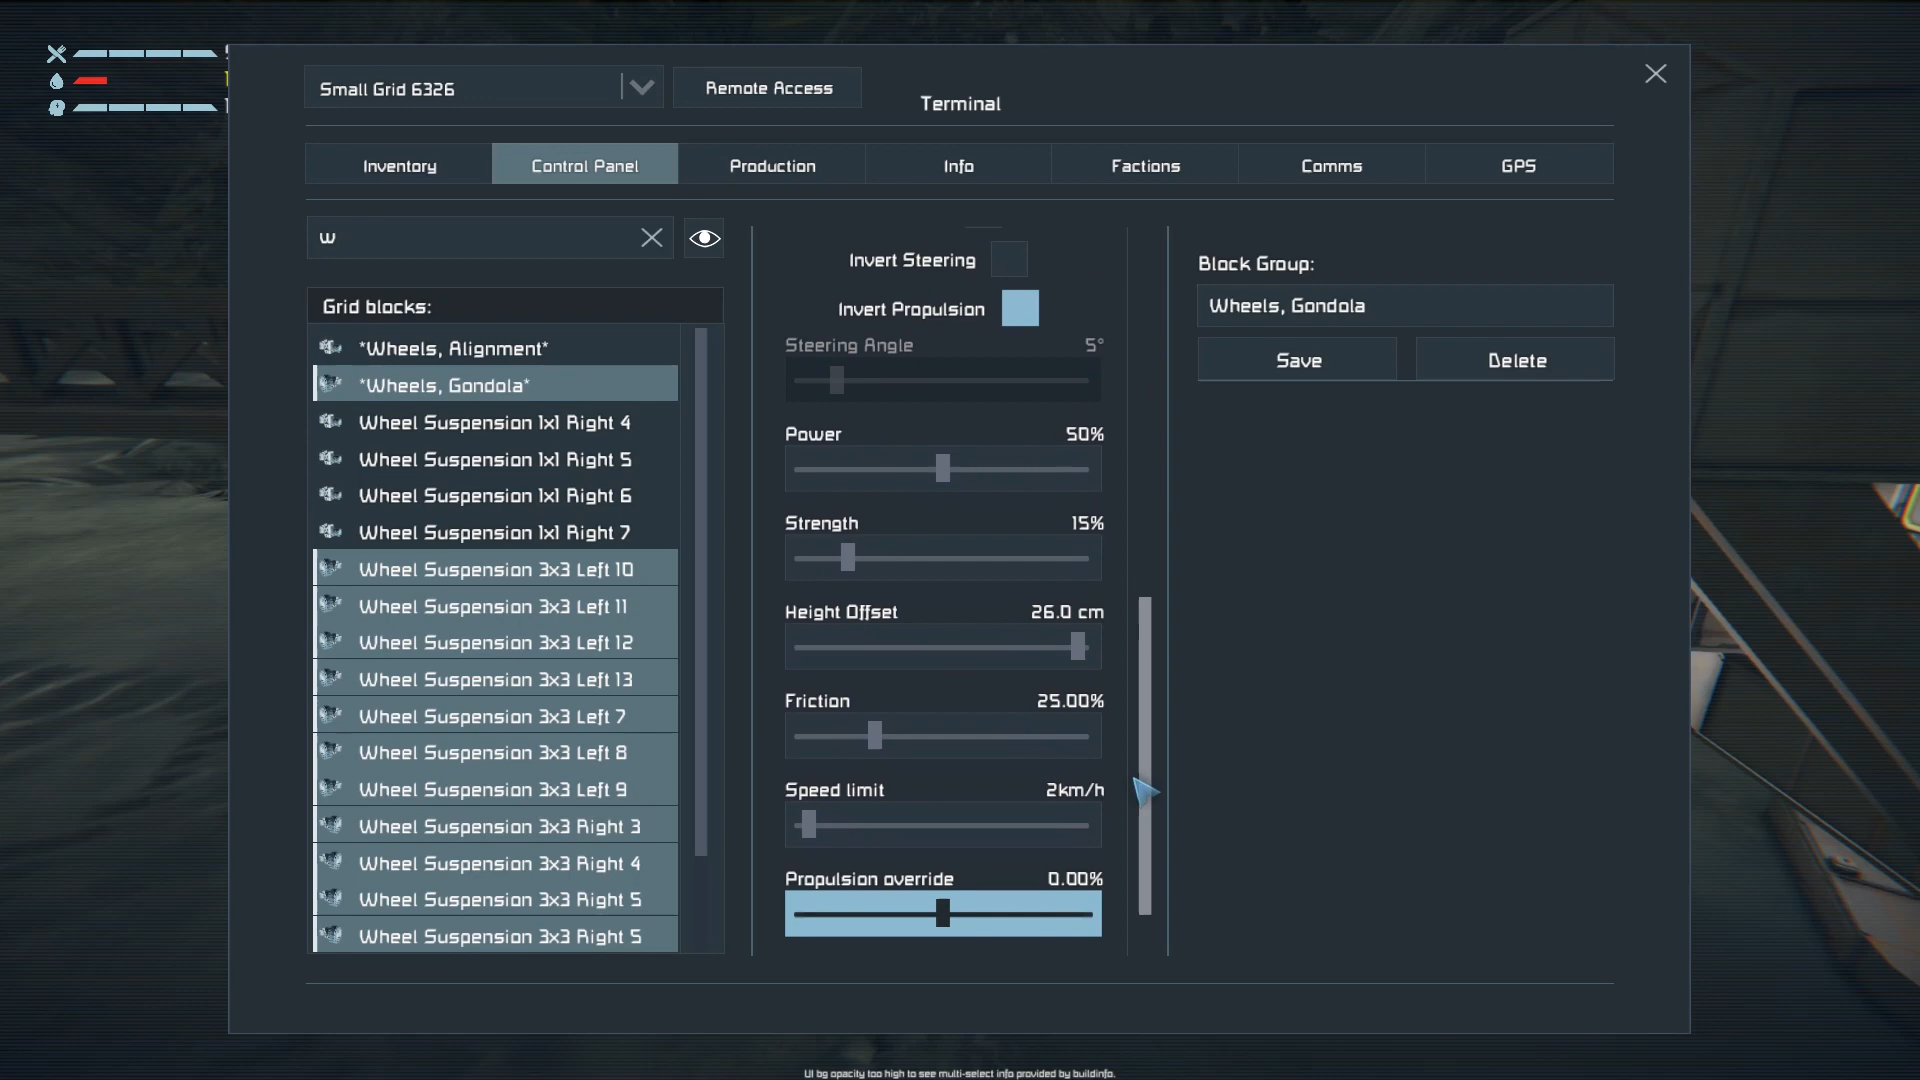 Small Grid 6326
Remote Access
Terminal
Inventory
Control Panel
Production
Info
Factions
Comms
GPS
w
Grid blocks:
*Wheels, Alignment*
*Wheels, Gondola*
Wheel Suspension 1x1 Right 4
Wheel Suspension 1x1 Right 5
Wheel Suspension 1x1 Right 6
Wheel Suspension 1x1 Right 7
Wheel Suspension 3x3 Left 10
Wheel Suspension 3x3 Left 11
Wheel Suspension 3x3 Left 12
Wheel Suspension 3x3 Left 13
Wheel Suspension 3x3 Left 7
Wheel Suspension 3x3 Left 8
Wheel Suspension 3x3 Left 9
Wheel Suspension 3x3 Right 3
Wheel Suspension 3x3 Right 4
Wheel Suspension 3x3 Right 5
Wheel Suspension 3x3 Right 5
Invert Steering
Invert Propulsion
Steering Angle 5°
Power 50%
Strength 15%
Height Offset 26.0 cm
Friction 25.00%
Speed limit 2km/h
Propulsion override 0.00%
Block Group:
Wheels, Gondola
Save
Delete
UI bg opacity too high to see multi-select info provided by buildinfo.